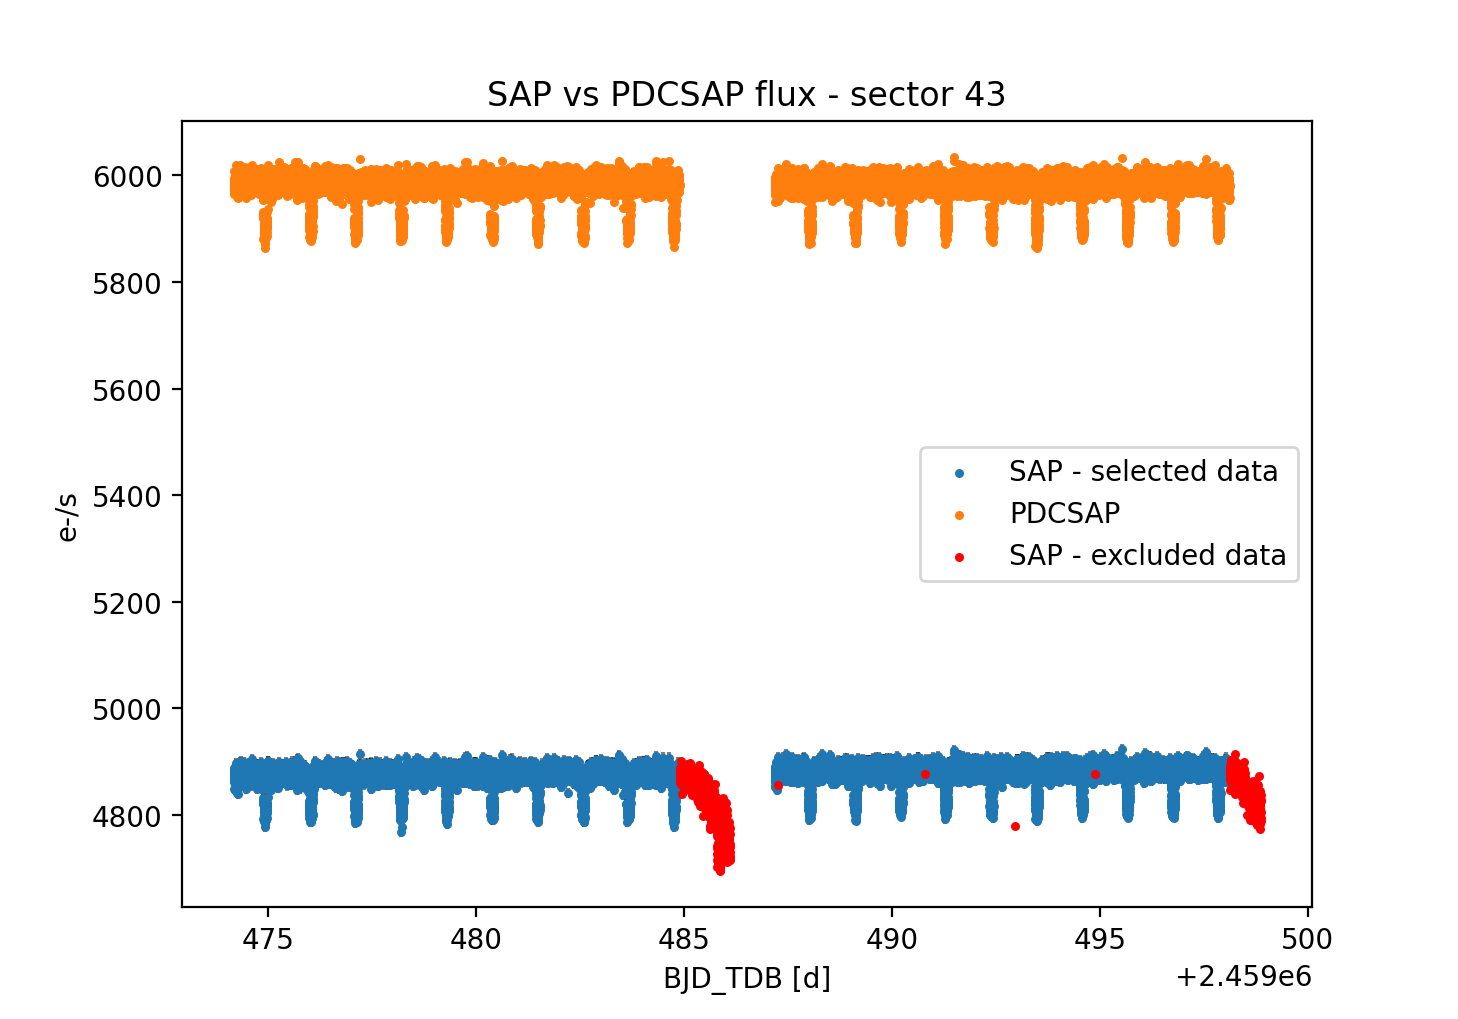 SAP vs PDCSAP flux - sector 43
6000
5800
5600
5400
5200
5000
4800
e-/s
SAP - selected data
PDCSAP
SAP - excluded data
475 480 485 490 495 500
BJD_TDB [d]
+2.459e6